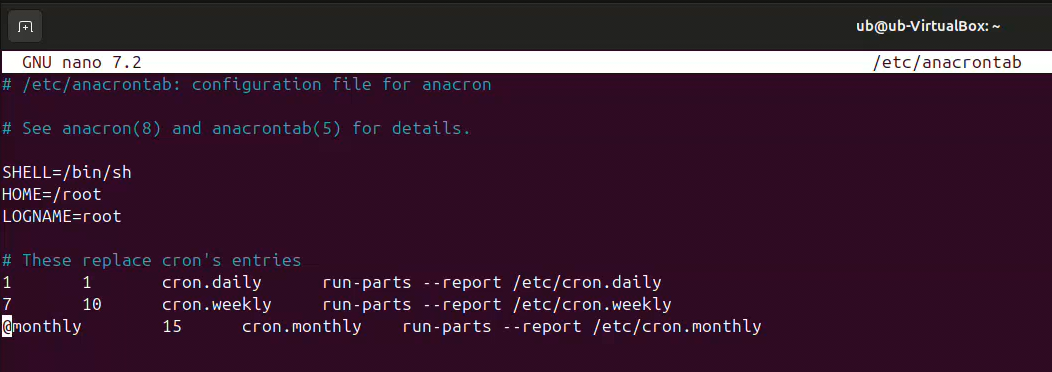 ub@ub-VirtualBox: ~
GNU nano 7.2 /etc/anacrontab
# /etc/anacrontab: configuration file for anacron
# See anacron(8) and anacrontab(5) for details.
SHELL=/bin/sh
HOME=/root
LOGNAME=root
# These replace cron's entries
1 1 cron.daily run-parts --report /etc/cron.daily
7 10 cron.weekly run-parts --report /etc/cron.weekly
@monthly 15 cron.monthly run-parts --report /etc/cron.monthly